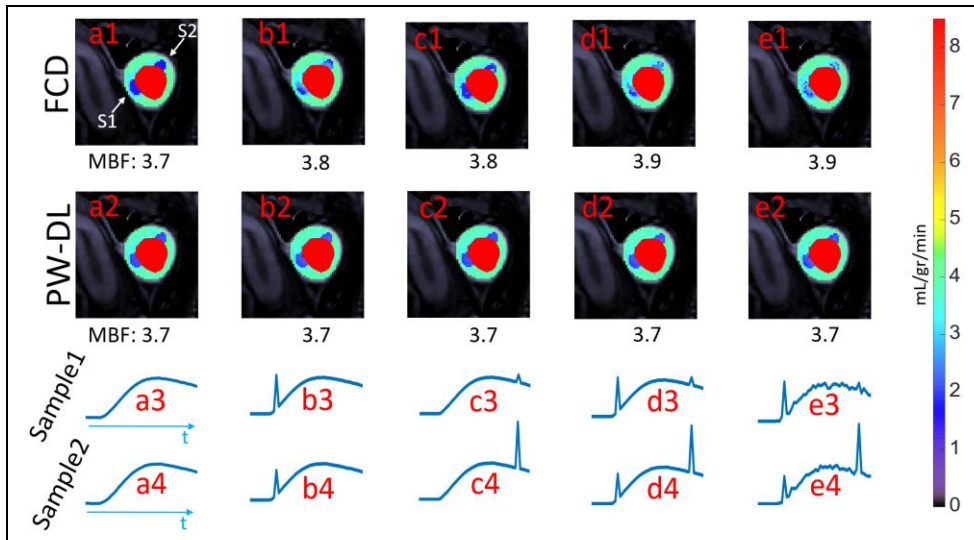 FCD
a1 b1 c1 d1 e1
S2
S1
MBF: 3.7 3.8 3.8 3.9 3.9
PW-DL
a2 b2 c2 d2 e2
MBF: 3.7 3.7 3.7 3.7 3.7
Sample1
a3 b3 c3 d3 e3
t
Sample2
a4 b4 c4 d4 e4
t
8
7
6
5
4
3
2
1
0
mL/gr/min